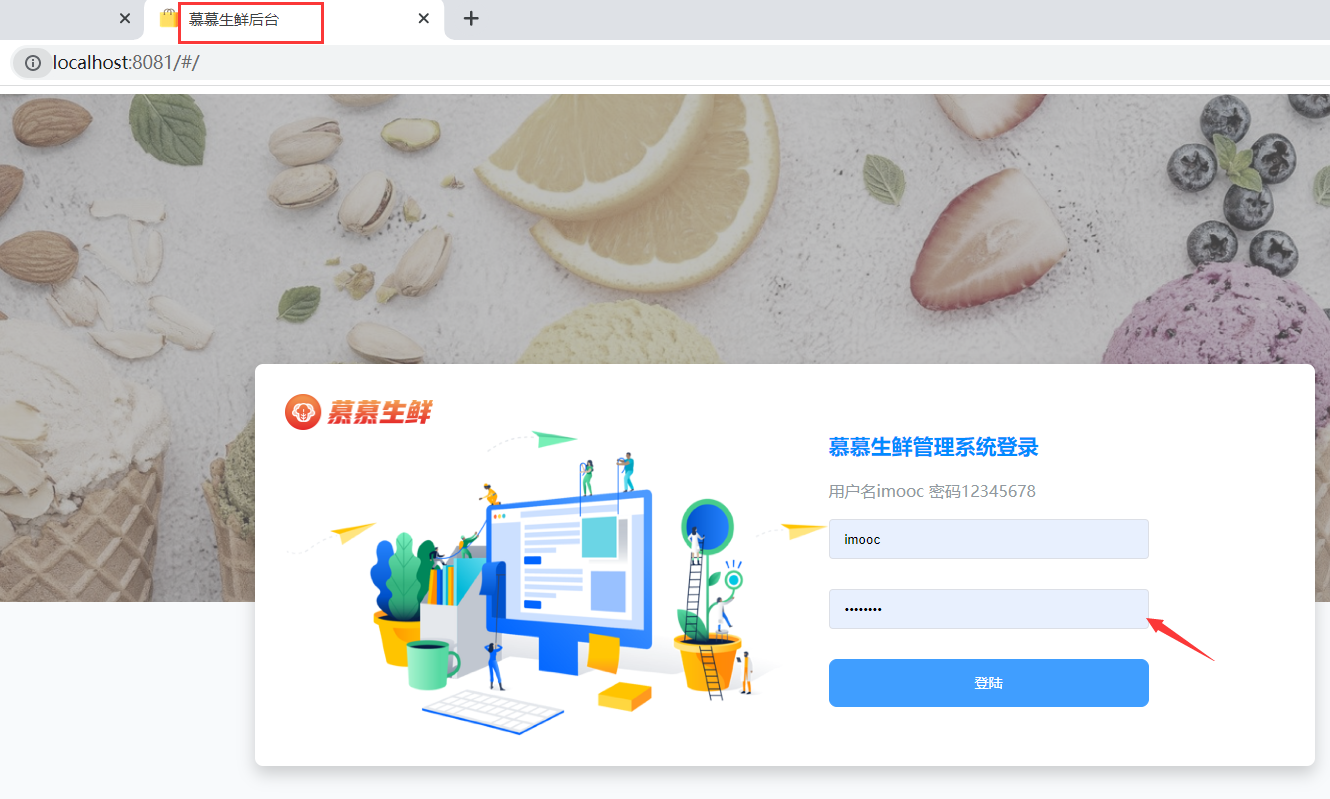 慕慕生鲜后台
localhost:8081/#/
慕慕生鲜
慕慕生鲜管理系统登录
用户名imooc 密码12345678
imooc
••••••••
登陆